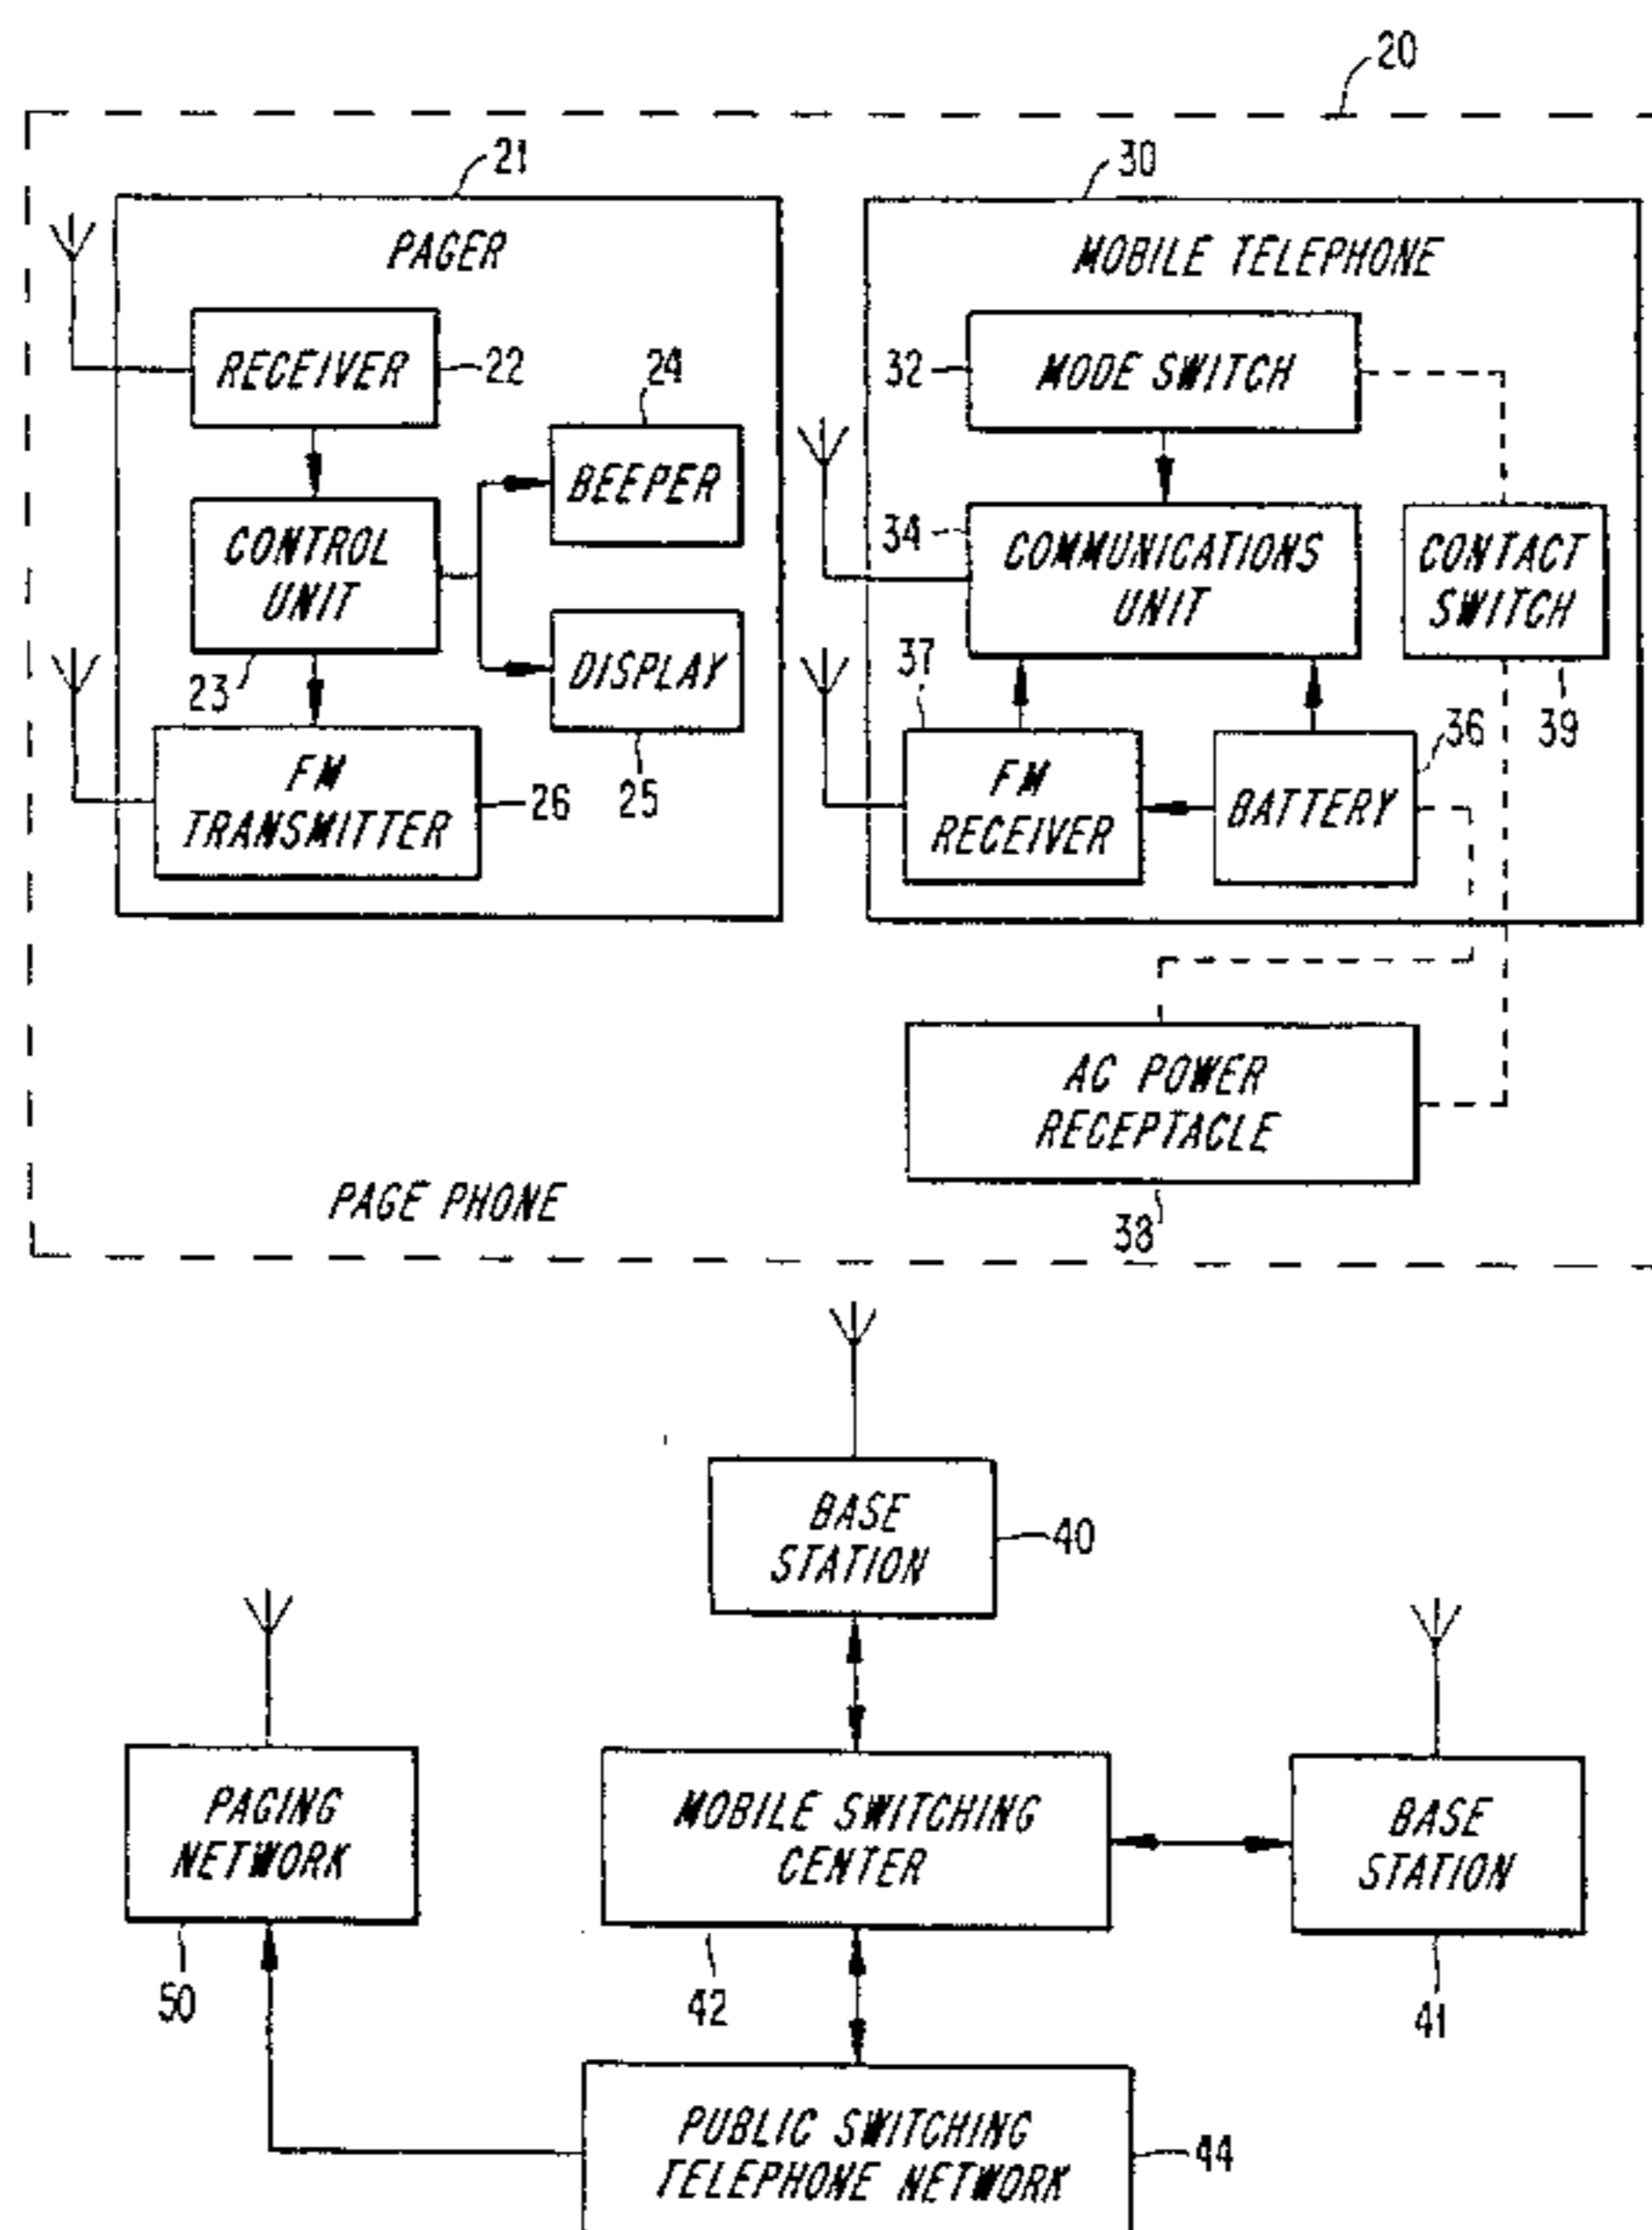 20
21
30
PAGER
MOBILE TELEPHONE
RECEIVER
22
24
32
MODE SWITCH
BEEPER
CONTROL
UNIT
34
COMMUNICATIONS
UNIT
CONTACT
SWITCH
23
DISPLAY
37
36
39
FM
TRANSMITTER
26
25
FM
RECEIVER
BATTERY
AC POWER
RECEPTACLE
PAGE PHONE
38
BASE
STATION
40
PAGING
NETWORK
MOBILE SWITCHING
CENTER
BASE
STATION
50
42
41
PUBLIC SWITCHING
TELEPHONE NETWORK
44